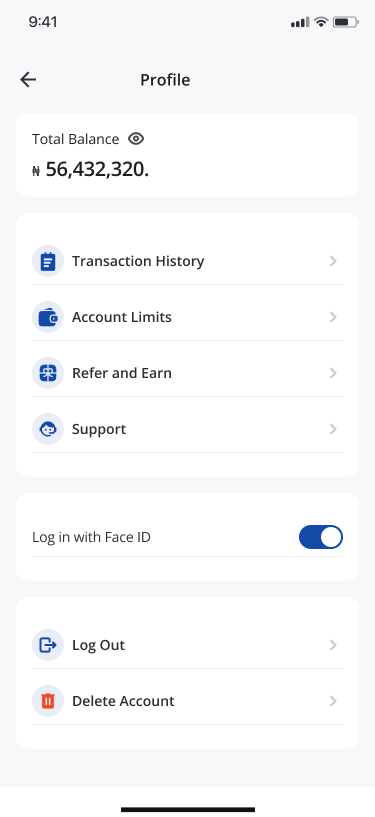 9:41
Profile
Total Balance
₦ 56,432,320.
Transaction History
Account Limits
Refer and Earn
Support
Log in with Face ID
Log Out
Delete Account